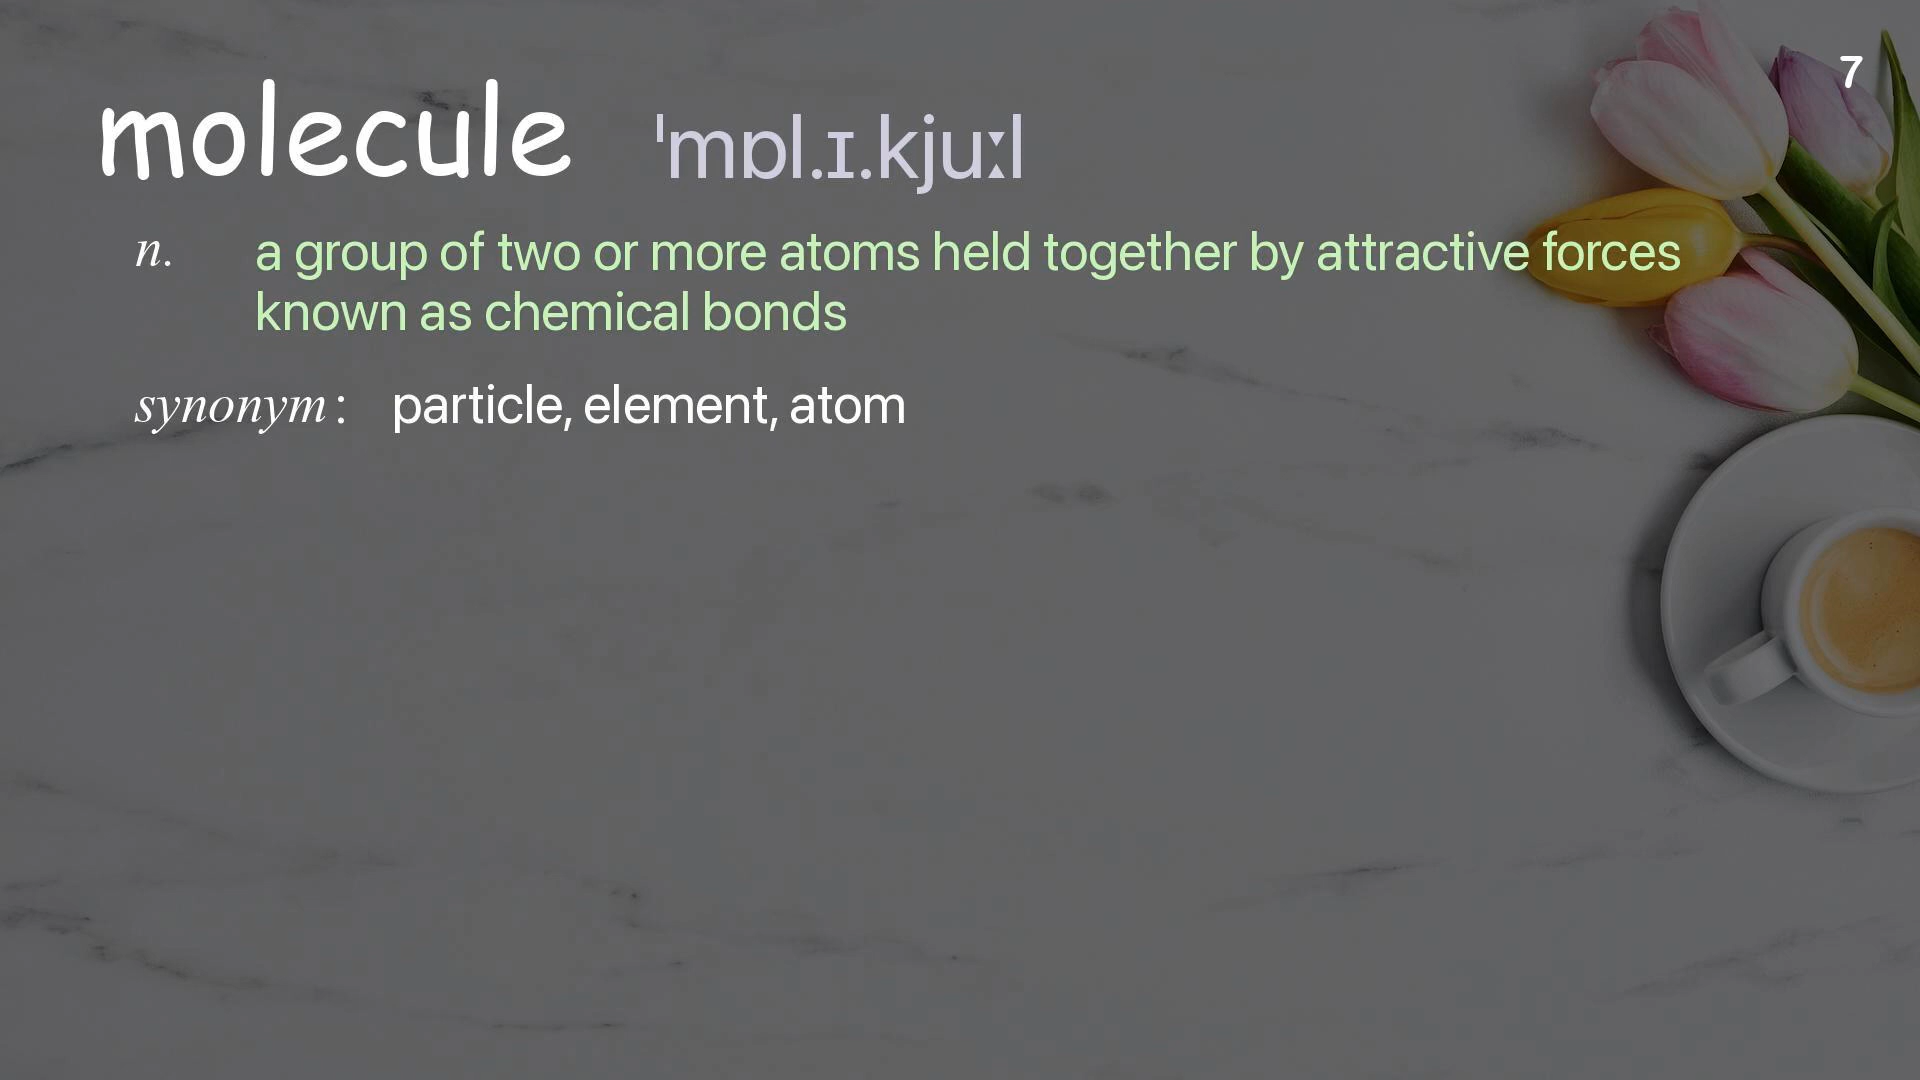 7
molecule ˈmɒl.ɪ.kjuːl
n. a group of two or more atoms held together by attractive forces
known as chemical bonds
synonym: particle, element, atom